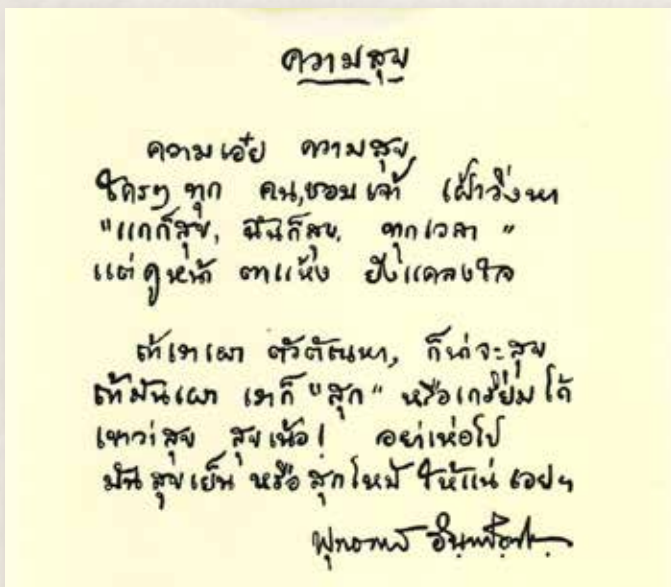 ความสุข
ความเอ๋ย ความสุข
ใครๆ ทุก คน,ชอบเจ้า เฝ้าวิ่งหา
"แกก็สุข, ฉันก็สุข, ทุกเวลา"
แต่ดูหน้า ตาแห้ง ยังแคลงใจ
ถ้าเราเผา ตัวตัณหา, ก็น่าจะสุข
ถ้ามันเผา เราก็ "สุก" หรือเกรียมได้
เขาว่าสุข สุขเน้อ! อย่าเห่อไป
มันสุขเย็น หรือสุกไหม้ ให้แน่ เอยฯ
พุทธทาส อินฺทปญฺโญ